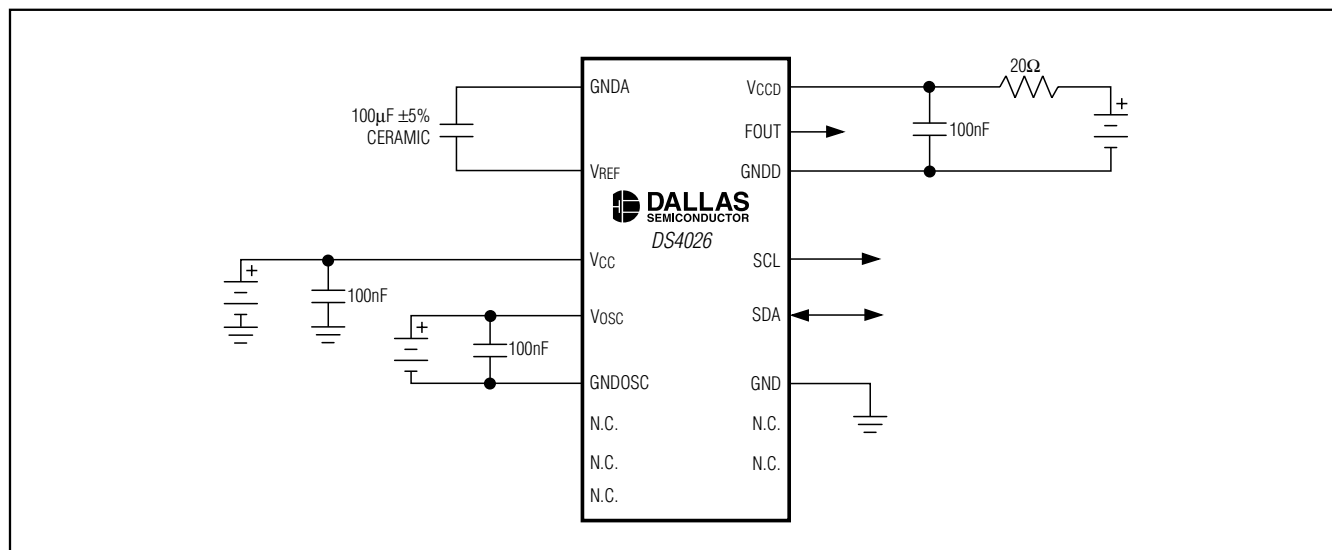 GNDA
100μF ±5%
CERAMIC
VREF
VCCD
20Ω
+
FOUT
100nF
GNDD
DALLAS
SEMICONDUCTOR
DS4026
+
VCC
100nF
SCL
+
VOSC
100nF
SDA
GNDOSC
GND
N.C.
N.C.
N.C.
N.C.
N.C.